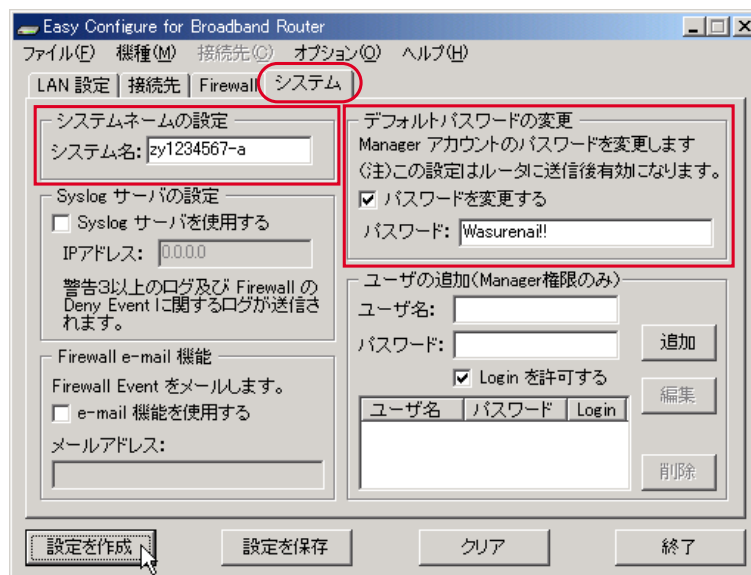 Easy Configure for Broadband Router
ファイル(F) 機種(M) 接続先(C) オプション(O) ヘルプ(H)
LAN 設定 接続先 Firewall システム
システムネームの設定
システム名: zy1234567-a
Syslog サーバの設定
Syslog サーバを使用する
IPアドレス: 0.0.0.0
警告3以上のログ及び Firewall の
Deny Event に関するログが送信さ
れます。
Firewall e-mail 機能
Firewall Event をメールします。
e-mail 機能を使用する
メールアドレス:
デフォルトパスワードの変更
Manager アカウントのパスワードを変更します
(注)この設定はルータに送信後有効になります。
パスワードを変更する
パスワード: Wasurenai!!
ユーザの追加(Manager権限のみ)
ユーザ名:
パスワード:
追加
Login を許可する
編集
ユーザ名 パスワード Login
削除
設定を作成 設定を保存 クリア 終了